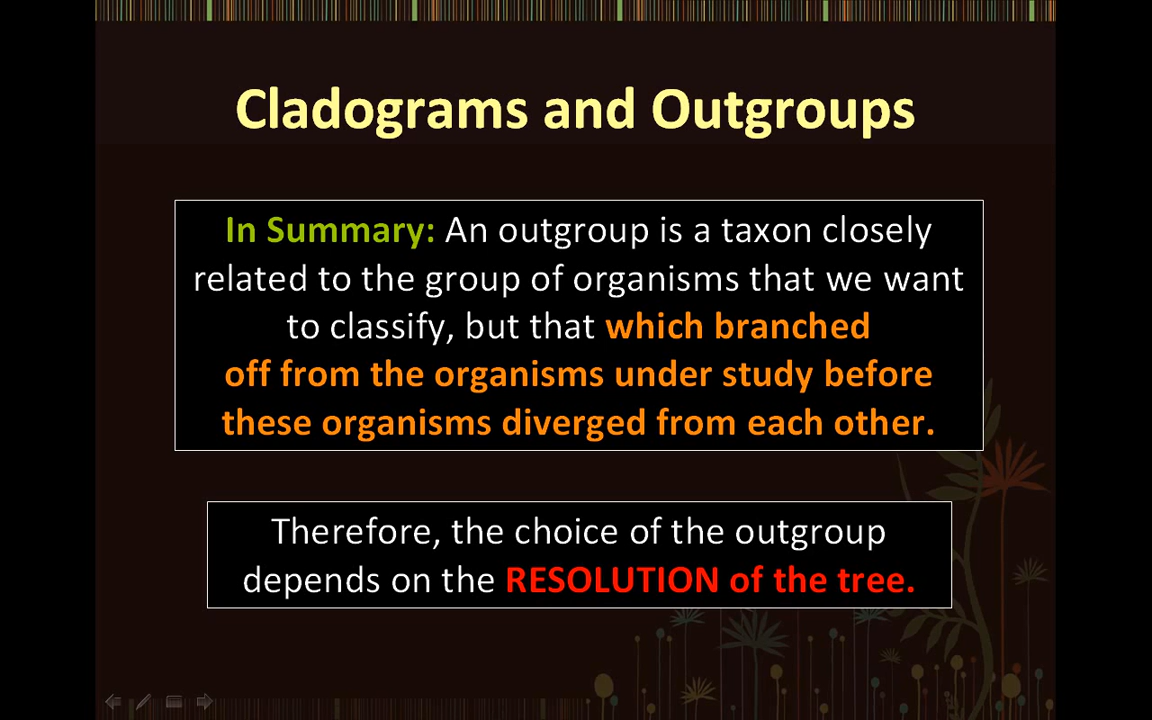 Cladograms and Outgroups
In Summary: An outgroup is a taxon closely
related to the group of organisms that we want
to classify, but that which branched
off from the organisms under study before
these organisms diverged from each other.
Therefore, the choice of the outgroup
depends on the RESOLUTION of the tree.